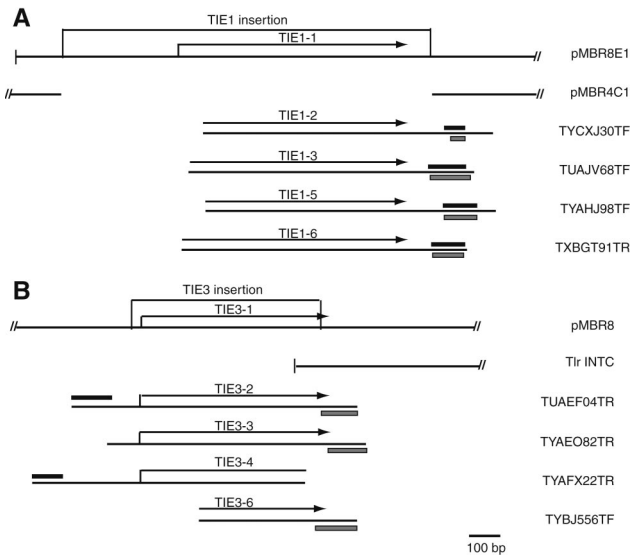 A
TIE1 insertion
TIE1-1
pMBR8E1
pMBR4C1
TIE1-2
TYCXJ30TF
TIE1-3
TUAJV68TF
TIE1-5
TYAHJ98TF
TIE1-6
TXBGT91TR
B
TIE3 insertion
TIE3-1
pMBR8
Tlr INTC
TIE3-2
TUAEF04TR
TIE3-3
TYAEO82TR
TIE3-4
TYAFX22TR
TIE3-6
TYBJ556TF
100 bp